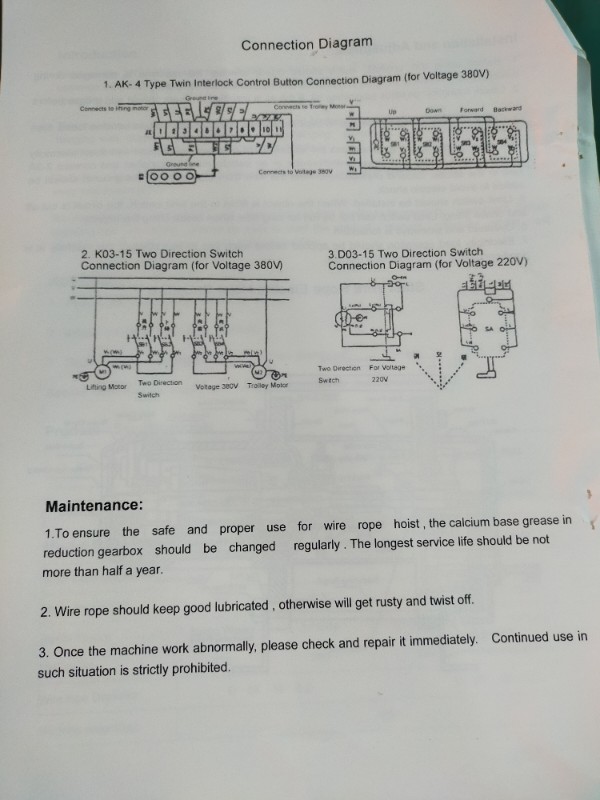 Connection Diagram
1. AK- 4 Type Twin Interlock Control Button Connection Diagram (for Voltage 380V)
Ground line
Connects to lifting motor
Connects to Trolley Motor
1 2 3 4 5 6 7 8 9 10 11
Ground line
Connects to Voltage 380V
Up Down Forward Backward
SB1 SB2 SB3 SB4
2. K03-15 Two Direction Switch
Connection Diagram (for Voltage 380V)
M1
M2
Lifting Motor
Two Direction
Switch
Voltage 380V
Trolley Motor
3.D03-15 Two Direction Switch
Connection Diagram (for Voltage 220V)
SA
Two Direction
Switch
For Voltage
220V
Maintenance:
1.To ensure the safe and proper use for wire rope hoist , the calcium base grease in
reduction gearbox should be changed regularly . The longest service life should be not
more than half a year.
2. Wire rope should keep good lubricated , otherwise will get rusty and twist off.
3. Once the machine work abnormally, please check and repair it immediately. Continued use in
such situation is strictly prohibited.